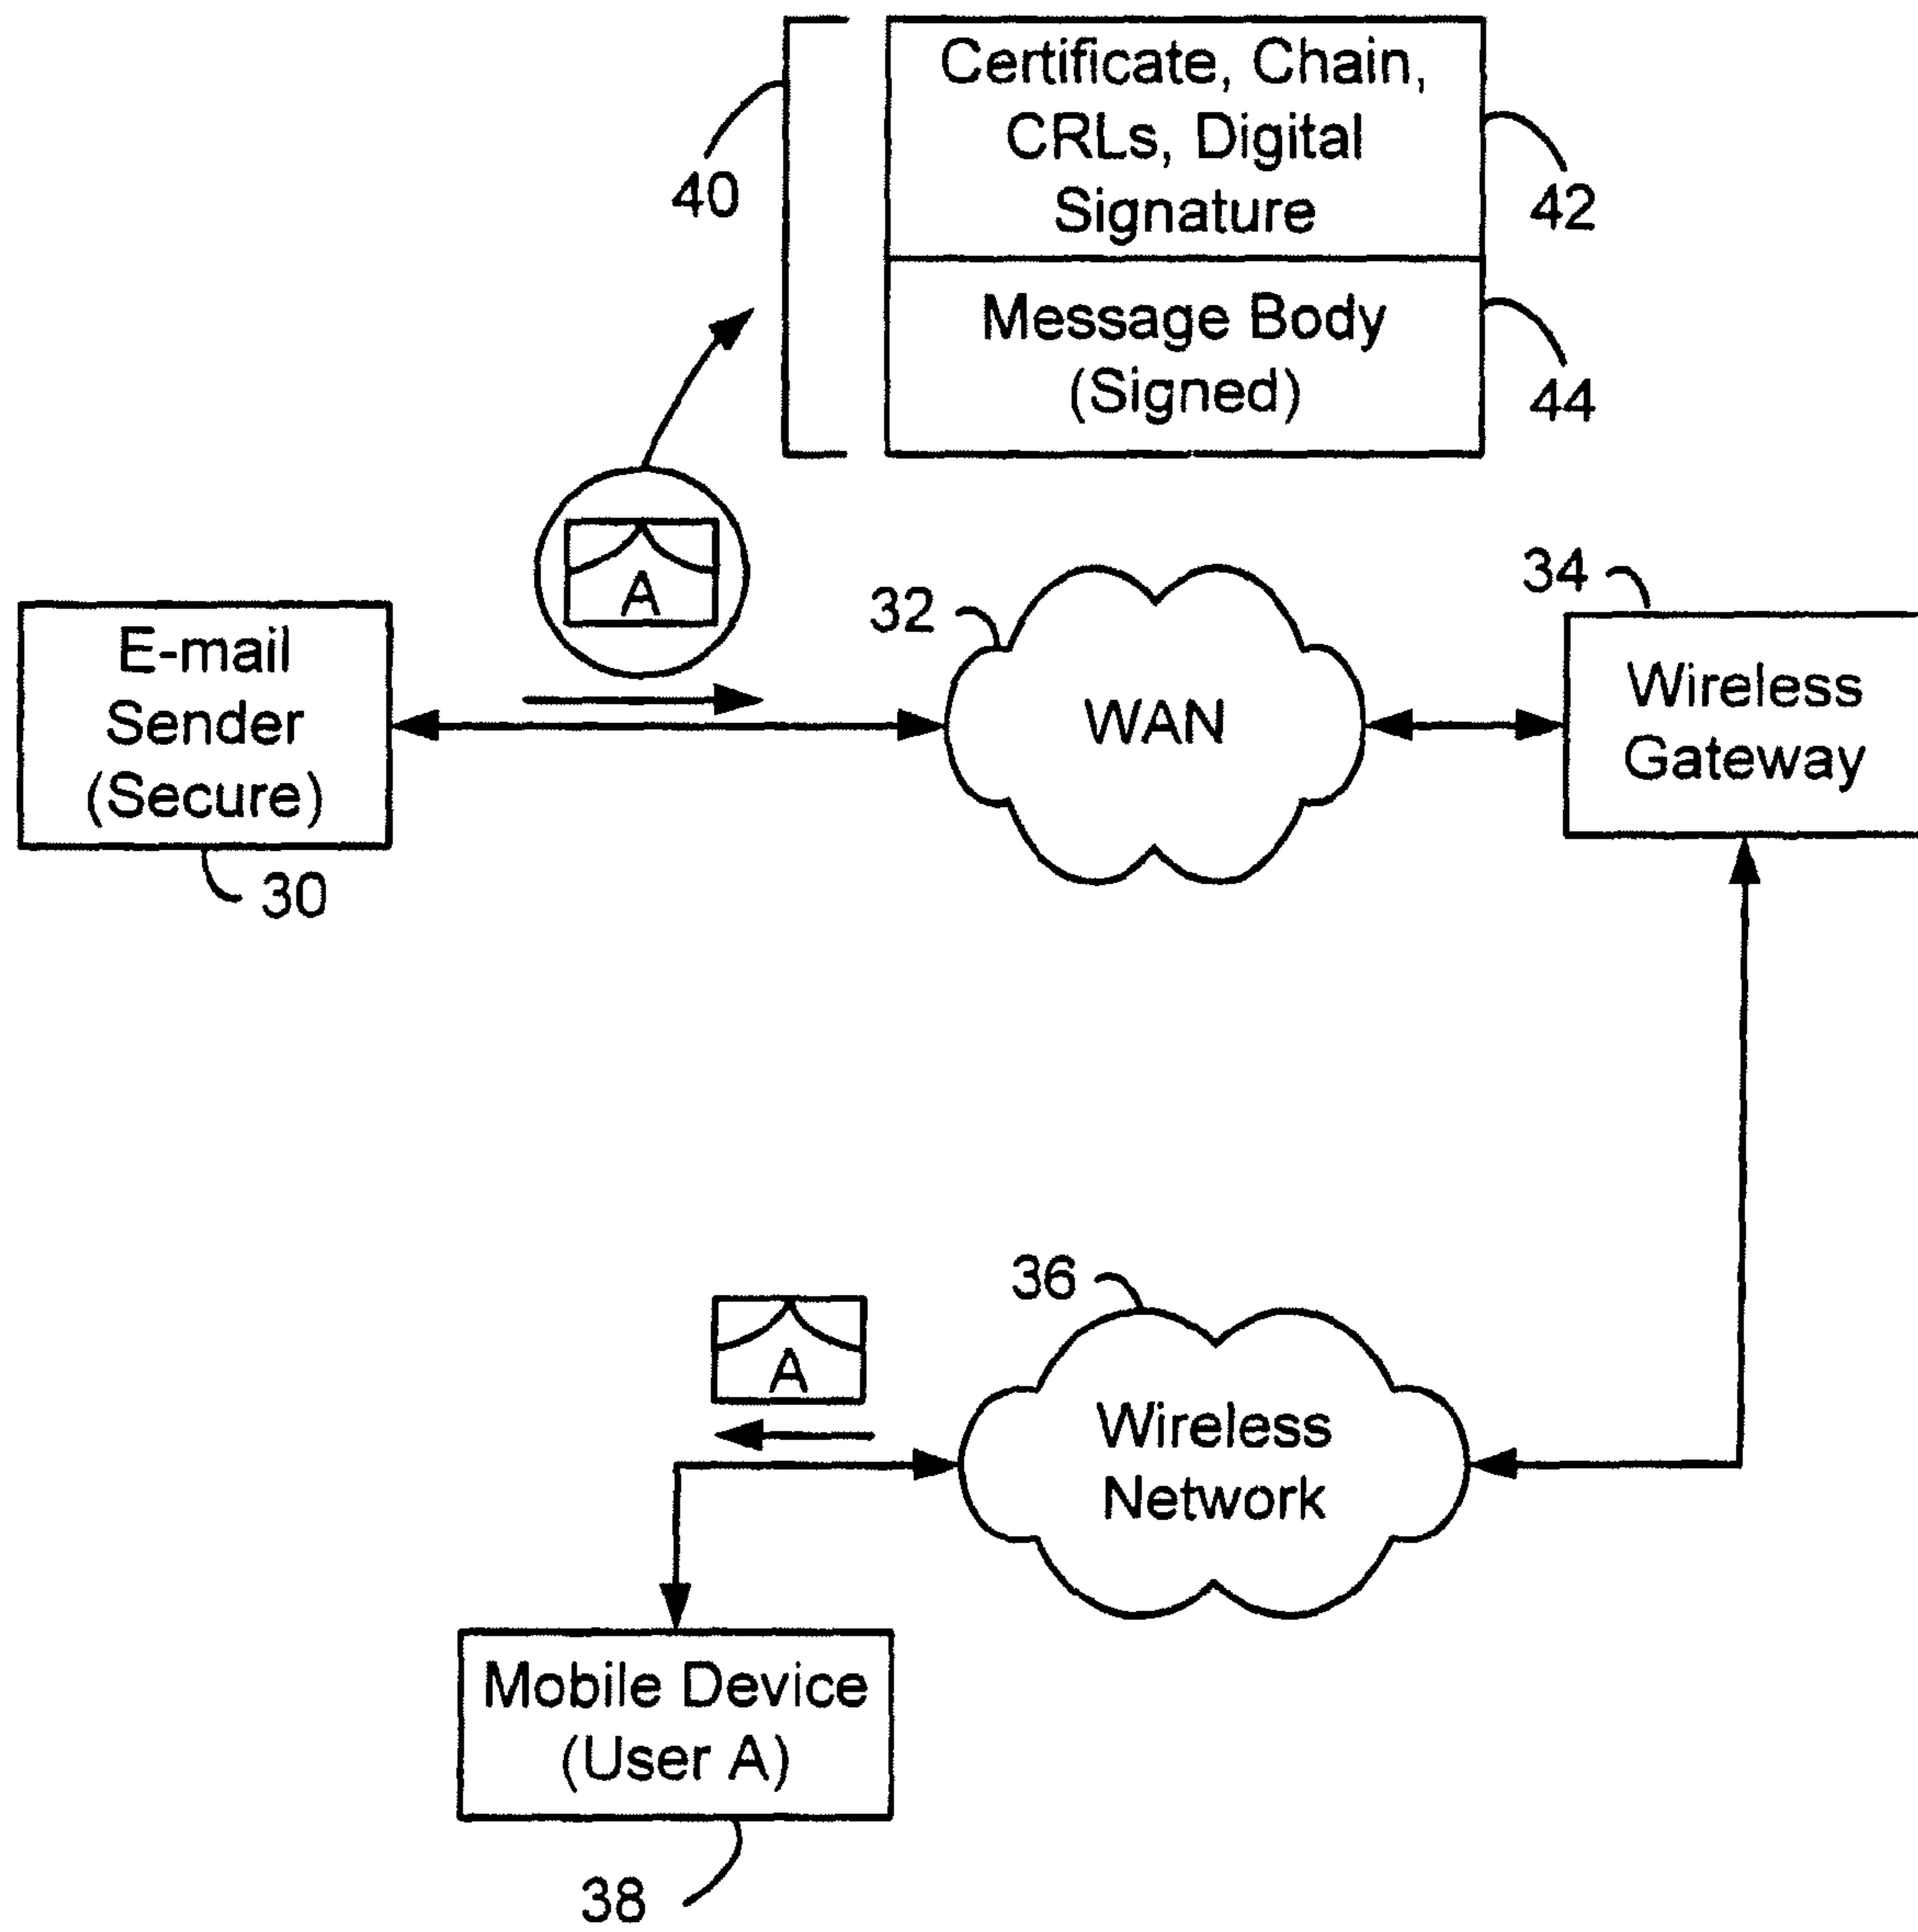 Certificate, Chain,
CRLs, Digital
Signature
40
42
Message Body
(Signed)
44
A
E-mail
Sender
(Secure)
30
32
WAN
34
Wireless
Gateway
36
A
Wireless
Network
Mobile Device
(User A)
38